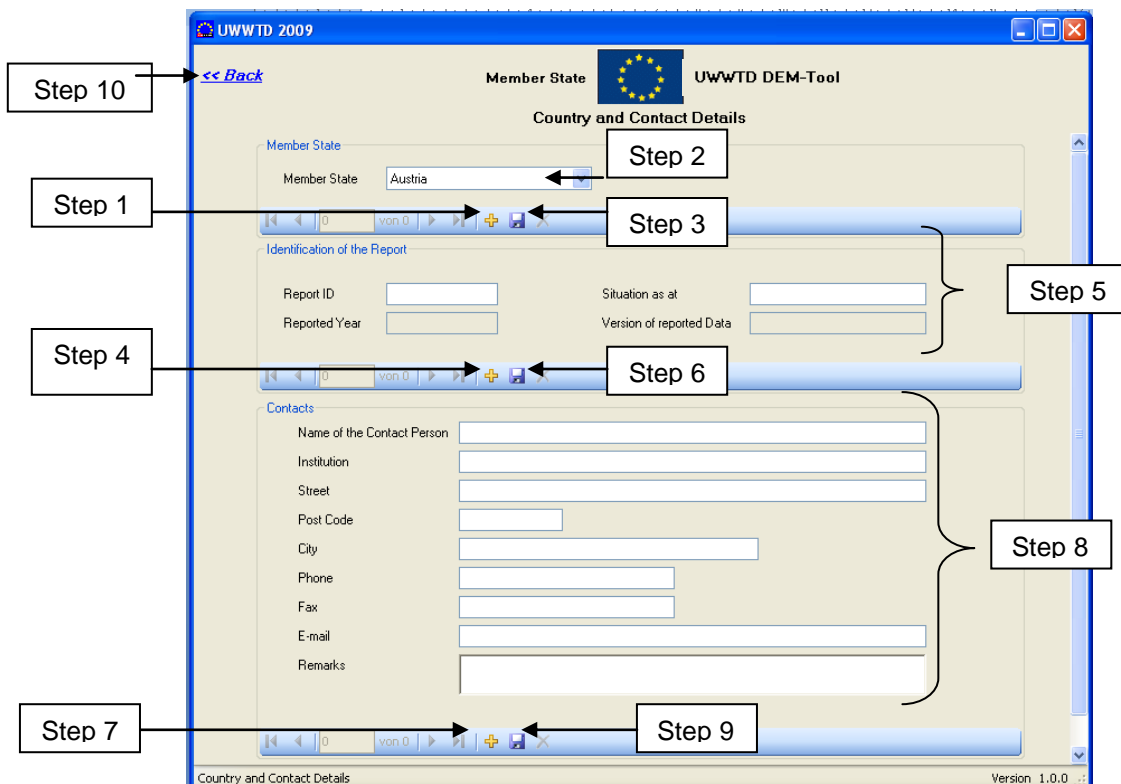 UWWTD 2009
<< Back
Step 10
Member State
UWWTD DEM-Tool
Country and Contact Details
Member State
Step 2
Member State
Austria
Step 1
0
von 0
Step 3
Identification of the Report
Step 5
Report ID
Situation as at
Reported Year
Version of reported Data
Step 4
0
von 0
Step 6
Contacts
Name of the Contact Person
Institution
Street
Post Code
City
Step 8
Phone
Fax
E-mail
Remarks
Step 7
0
von 0
Step 9
Country and Contact Details
Version 1.0.0